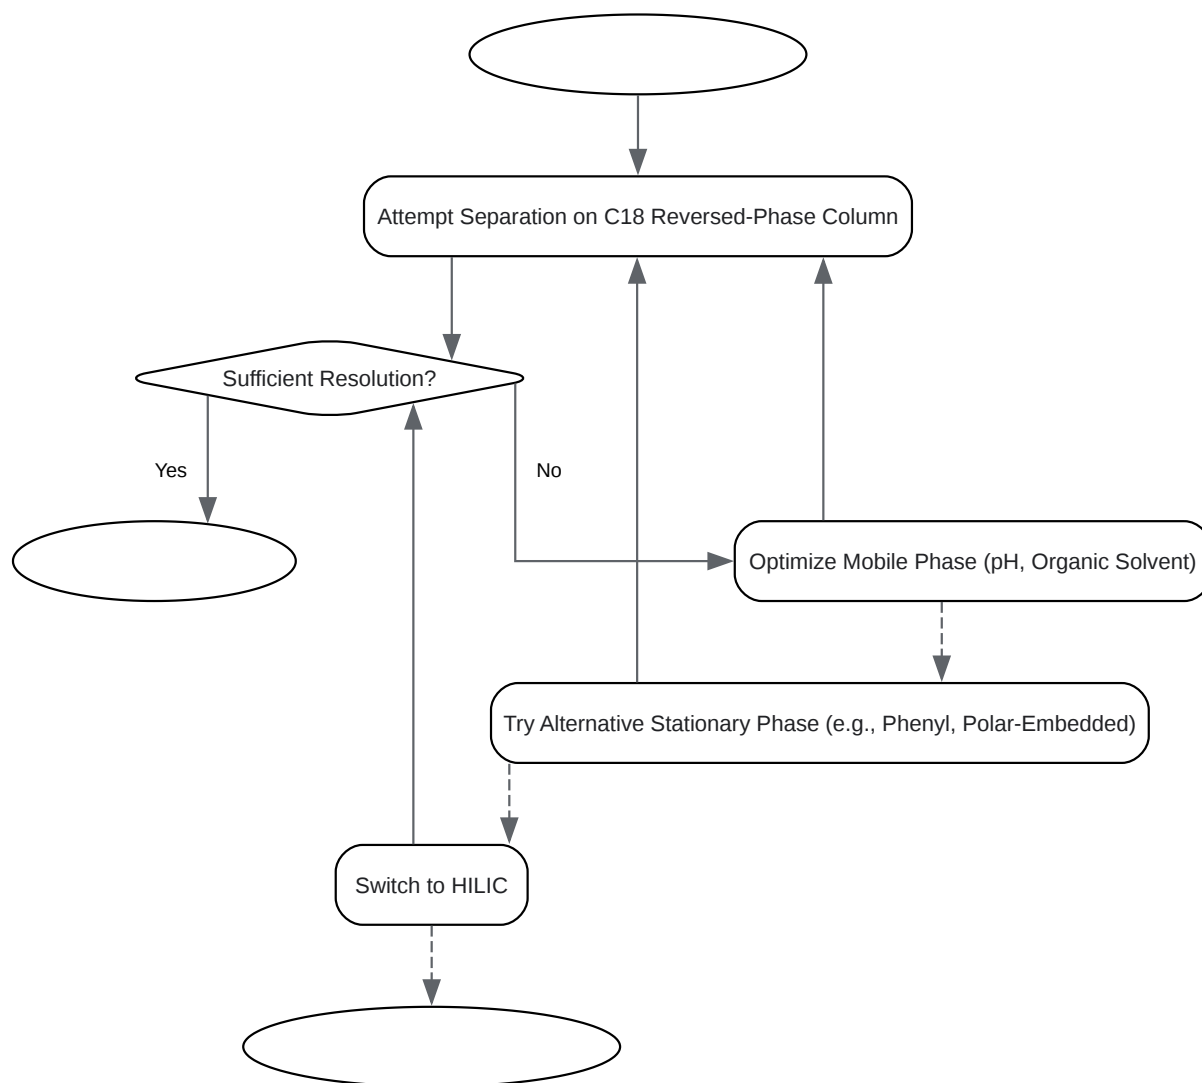 Attempt Separation on C18 Reversed-Phase Column
Sufficient Resolution?
Yes
No
Optimize Mobile Phase (pH, Organic Solvent)
Try Alternative Stationary Phase (e.g., Phenyl, Polar-Embedded)
Switch to HILIC